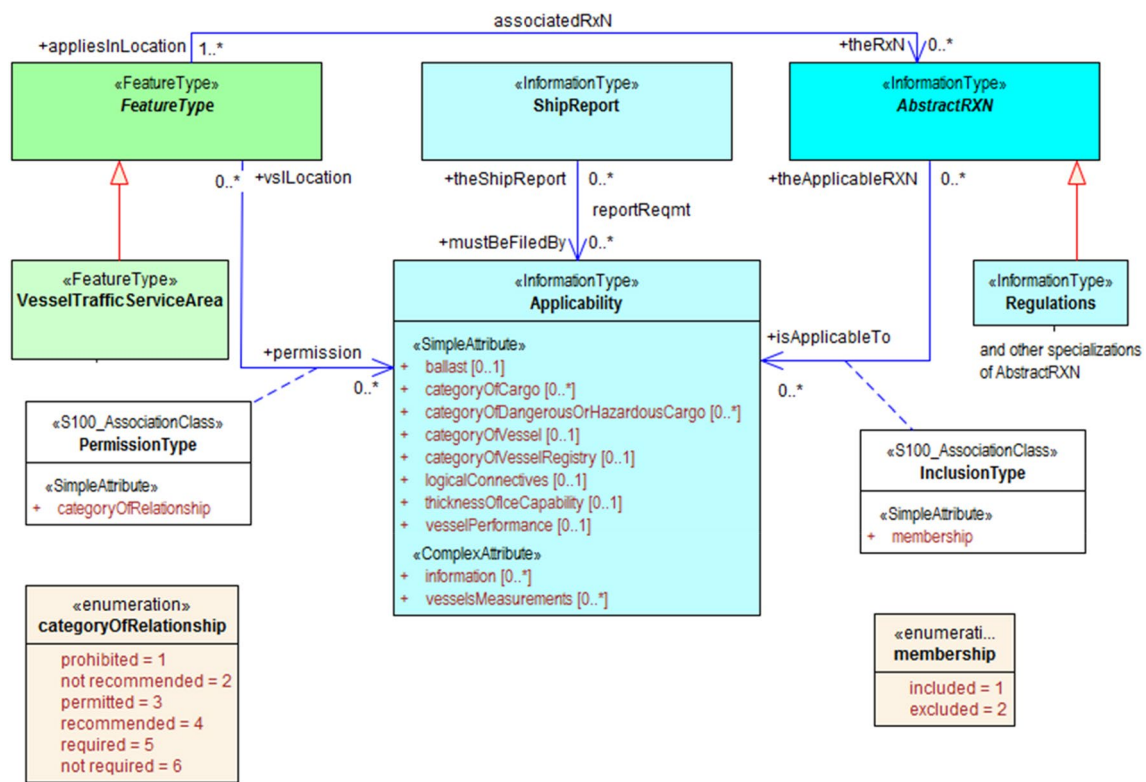 associatedRxN
+appliesInLocation 1..* +theRxN 0..*
«FeatureType»
FeatureType
«InformationType»
ShipReport
«InformationType»
AbstractRXN
0..* +vslLocation
+theShipReport 0..*
+theApplicableRXN 0..*
reportReqmt
+mustBeFiledBy 0..*
«FeatureType»
VesselTrafficServiceArea
«InformationType»
Applicability
«SimpleAttribute»
+ ballast [0..1]
+ categoryOfCargo [0..*]
+ categoryOfDangerousOrHazardousCargo [0..*]
+ categoryOfVessel [0..1]
+ categoryOfVesselRegistry [0..1]
+ logicalConnectives [0..1]
+ thicknessOfIceCapability [0..1]
+ vesselPerformance [0..1]
«ComplexAttribute»
+ information [0..*]
+ vesselsMeasurements [0..*]
«InformationType»
Regulations
and other specializations
of AbstractRXN
+permission
0..*
+isApplicableTo
0..*
«S100_AssociationClass»
PermissionType
«SimpleAttribute»
+ categoryOfRelationship
«S100_AssociationClass»
InclusionType
«SimpleAttribute»
+ membership
«enumeration»
categoryOfRelationship
prohibited = 1
not recommended = 2
permitted = 3
recommended = 4
required = 5
not required = 6
«enumerati...
membership
included = 1
excluded = 2